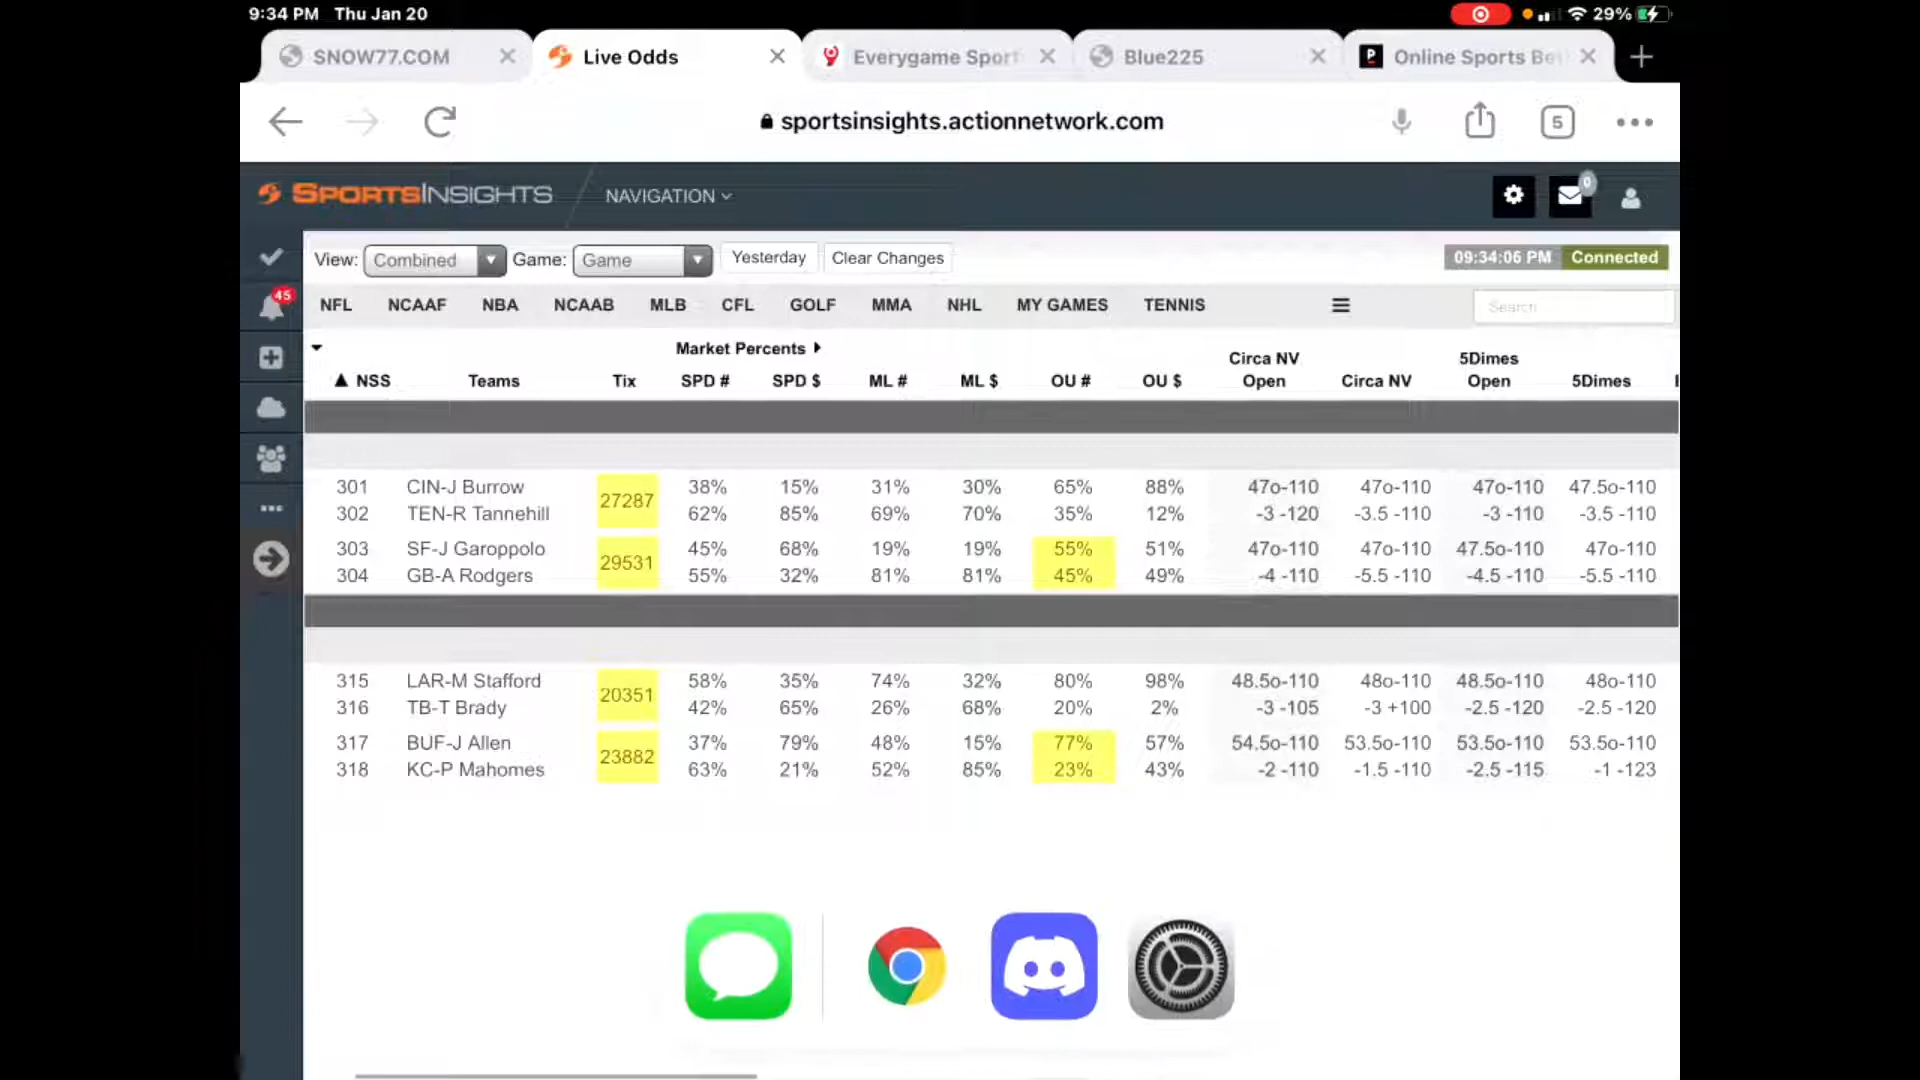 9:34 PM Thu Jan 20
29%
SNOW77.COM
Live Odds
Everygame Sport
Blue225
Online Sports Bet
sportsinsights.actionnetwork.com
5
SPORTSINSIGHTS
NAVIGATION
0
45
View: Combined Game: Game Yesterday Clear Changes
09:34:06 PM Connected
NFL NCAAF NBA NCAAB MLB CFL GOLF MMA NHL MY GAMES TENNIS
Search
Market Percents
Circa NV 5Dimes
NSS Teams Tix SPD # SPD $ ML # ML $ OU # OU $ Open Circa NV Open 5Dimes
301 CIN-J Burrow 27287 38% 15% 31% 30% 65% 88% 47o-110 47o-110 47o-110 47.5o-110
302 TEN-R Tannehill 62% 85% 69% 70% 35% 12% -3 -120 -3.5 -110 -3 -110 -3.5 -110
303 SF-J Garoppolo 29531 45% 68% 19% 19% 55% 51% 47o-110 47o-110 47.5o-110 47o-110
304 GB-A Rodgers 55% 32% 81% 81% 45% 49% -4 -110 -5.5 -110 -4.5 -110 -5.5 -110
315 LAR-M Stafford 20351 58% 35% 74% 32% 80% 98% 48.5o-110 48o-110 48.5o-110 48o-110
316 TB-T Brady 42% 65% 26% 68% 20% 2% -3 -105 -3 +100 -2.5 -120 -2.5 -120
317 BUF-J Allen 23882 37% 79% 48% 15% 77% 57% 54.5o-110 53.5o-110 53.5o-110 53.5o-110
318 KC-P Mahomes 63% 21% 52% 85% 23% 43% -2 -110 -1.5 -110 -2.5 -115 -1 -123